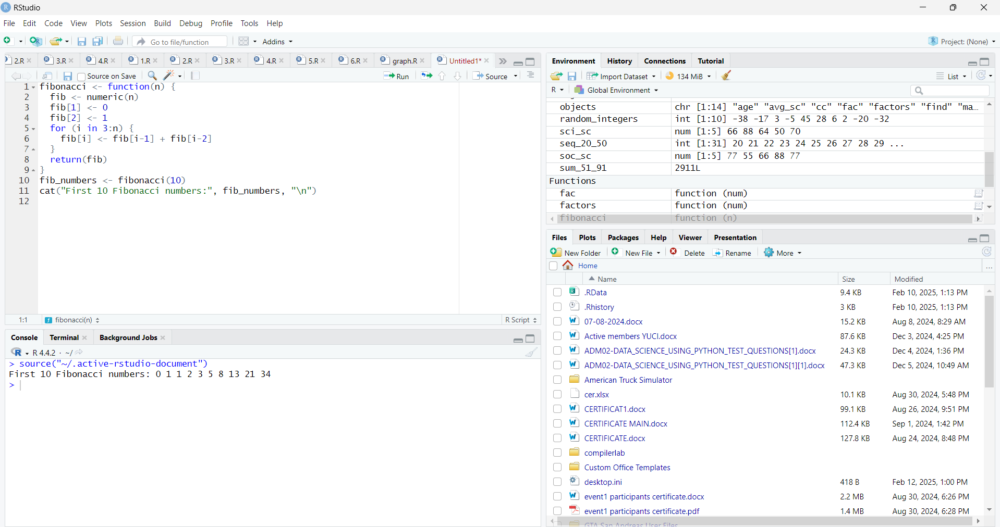 RStudio
File Edit Code View Plots Session Build Debug Profile Tools Help
Go to file/function Addins Project: (None)
2.R 3.R 4.R 1.R 2.R 3.R 4.R 5.R 6.R graph.R Untitled1*
Source on Save Run Source
1 fibonacci <- function(n) {
2 fib <- numeric(n)
3 fib[1] <- 0
4 fib[2] <- 1
5 for (i in 3:n) {
6 fib[i] <- fib[i-1] + fib[i-2]
7 }
8 return(fib)
9 }
10 fib_numbers <- fibonacci(10)
11 cat("First 10 Fibonacci numbers:", fib_numbers, "\n")
12
1:1 fibonacci(n) R Script
Console Terminal Background Jobs
R 4.4.2 · ~/
> source("~/.active-rstudio-document")
First 10 Fibonacci numbers: 0 1 1 2 3 5 8 13 21 34
>
Environment History Connections Tutorial
Import Dataset 134 MiB List
R Global Environment
objects chr [1:14] "age" "avg_sc" "cc" "fac" "factors" "find" "ma…
random_integers int [1:10] -38 -17 3 -5 45 28 6 2 -20 -32
sci_sc num [1:5] 66 88 64 50 70
seq_20_50 int [1:31] 20 21 22 23 24 25 26 27 28 29 ...
soc_sc num [1:5] 77 55 66 88 77
sum_51_91 2911L
Functions
fac function (num)
factors function (num)
fibonacci function (n)
Files Plots Packages Help Viewer Presentation
New Folder New File Delete Rename More
Home ...
Name Size Modified
.RData 9.4 KB Feb 10, 2025, 1:13 PM
.Rhistory 3 KB Feb 10, 2025, 1:13 PM
07-08-2024.docx 15.2 KB Aug 8, 2024, 8:29 AM
Active members YUCI.docx 87.6 KB Dec 3, 2024, 4:25 PM
ADM02-DATA_SCIENCE_USING_PYTHON_TEST_QUESTIONS[1].docx 24.3 KB Dec 4, 2024, 1:36 PM
ADM02-DATA_SCIENCE_USING_PYTHON_TEST_QUESTIONS[1][1].docx 47.3 KB Dec 5, 2024, 10:49 AM
American Truck Simulator
cer.xlsx 10.1 KB Aug 30, 2024, 5:48 PM
CERTIFICAT1.docx 99.1 KB Aug 26, 2024, 9:51 PM
CERTIFICATE MAIN.docx 112.4 KB Sep 1, 2024, 1:42 PM
CERTIFICATE.docx 127.8 KB Aug 24, 2024, 8:48 PM
compilerlab
Custom Office Templates
desktop.ini 418 B Feb 12, 2025, 1:00 PM
event1 participants certificate.docx 2.2 MB Aug 30, 2024, 6:26 PM
event1 participants certificate.pdf 1.4 MB Aug 30, 2024, 6:28 PM
GTA San Andreas User Files